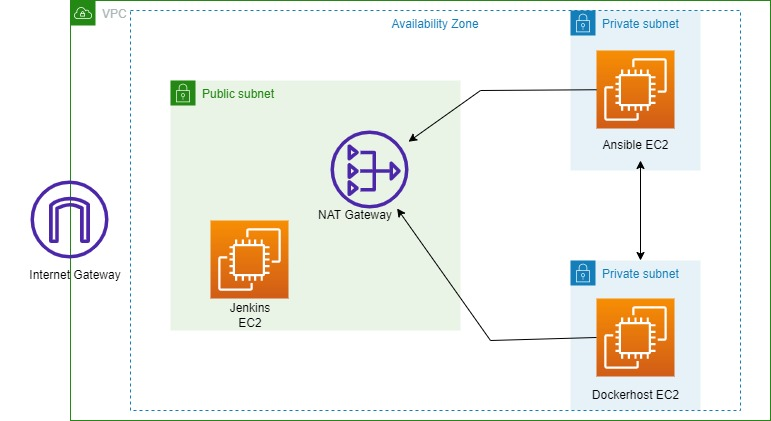 VPC
Availability Zone
Private subnet
Public subnet
Ansible EC2
NAT Gateway
Internet Gateway
Private subnet
Jenkins
EC2
Dockerhost EC2